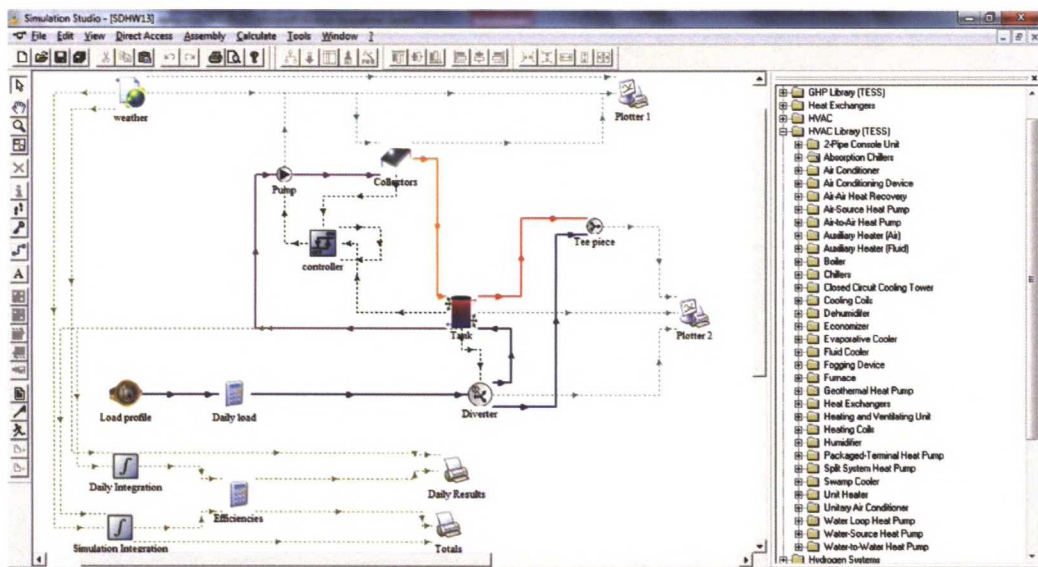 Simulation Studio - [SDHW13]
File Edit View Direct Access Assembly Calculate Tools Window ?
weather
Plotter 1
Pump
Collectors
controller
Tee piece
Tank
Plotter 2
Load profile
Daily load
Diverter
Daily Integration
Efficiencies
Daily Results
Simulation Integration
Totals
GHP Library (TESS)
Heat Exchangers
HVAC
HVAC Library (TESS)
2-Pipe Console Unit
Absorption Chillers
Air Conditioner
Air Conditioning Device
Air-Air Heat Recovery
Air-Source Heat Pump
Air-to-Air Heat Pump
Auxiliary Heater (Air)
Auxiliary Heater (Fluid)
Boiler
Chillers
Closed Circuit Cooling Tower
Cooling Coils
Dehumidifer
Economizer
Evaporative Cooler
Fluid Cooler
Fogging Device
Furnace
Geothermal Heat Pump
Heat Exchangers
Heating and Ventilating Unit
Heating Coils
Humidifier
Packaged-Terminal Heat Pump
Split System Heat Pump
Swamp Cooler
Unit Heater
Unitary Air Conditioner
Water Loop Heat Pump
Water-Source Heat Pump
Water-to-Water Heat Pump
Hydrogen Systems